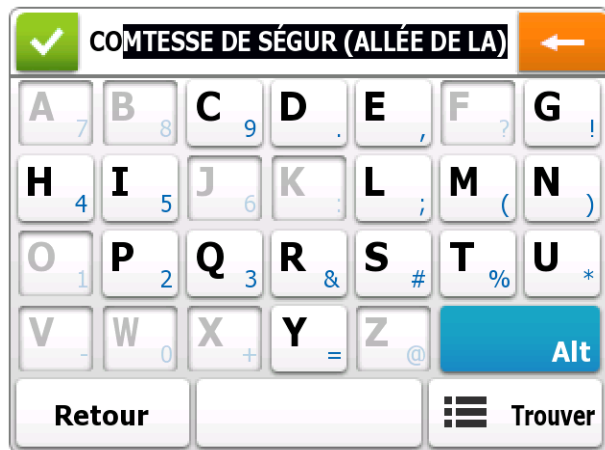 COMTESSE DE SÉGUR (ALLÉE DE LA)
A 7 B 8 C 9 D . E , F ? G !
H 4 I 5 J 6 K : L ; M ( N )
O 1 P 2 Q 3 R & S # T % U *
V - W 0 X + Y = Z @ Alt
Retour Trouver